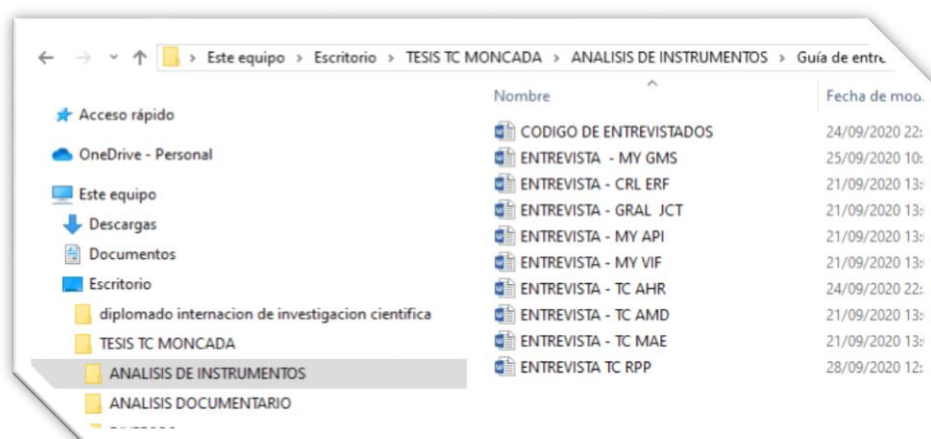 Este equipo > Escritorio > TESIS TC MONCADA > ANALISIS DE INSTRUMENTOS > Guía de
Nombre
Fecha de
Acceso rápido
OneDrive - Personal
Este equipo
Descargas
Documentos
Escritorio
diplomado internacion de investigacion cientifica
TESIS TC MONCADA
ANALISIS DE INSTRUMENTOS
ANALISIS DOCUMENTARIO
CODIGO DE ENTREVISTADOS 24/09/2020 22:
ENTREVISTA - MY GMS 25/09/2020 10:
ENTREVISTA - CRL ERF 21/09/2020 13:
ENTREVISTA - GRAL JCT 21/09/2020 13:
ENTREVISTA - MY API 21/09/2020 13:
ENTREVISTA - MY VIF 21/09/2020 13:
ENTREVISTA - TC AHR 24/09/2020 22:
ENTREVISTA - TC AMD 21/09/2020 13:
ENTREVISTA - TC MAE 21/09/2020 13:
ENTREVISTA TC RPP 28/09/2020 12: